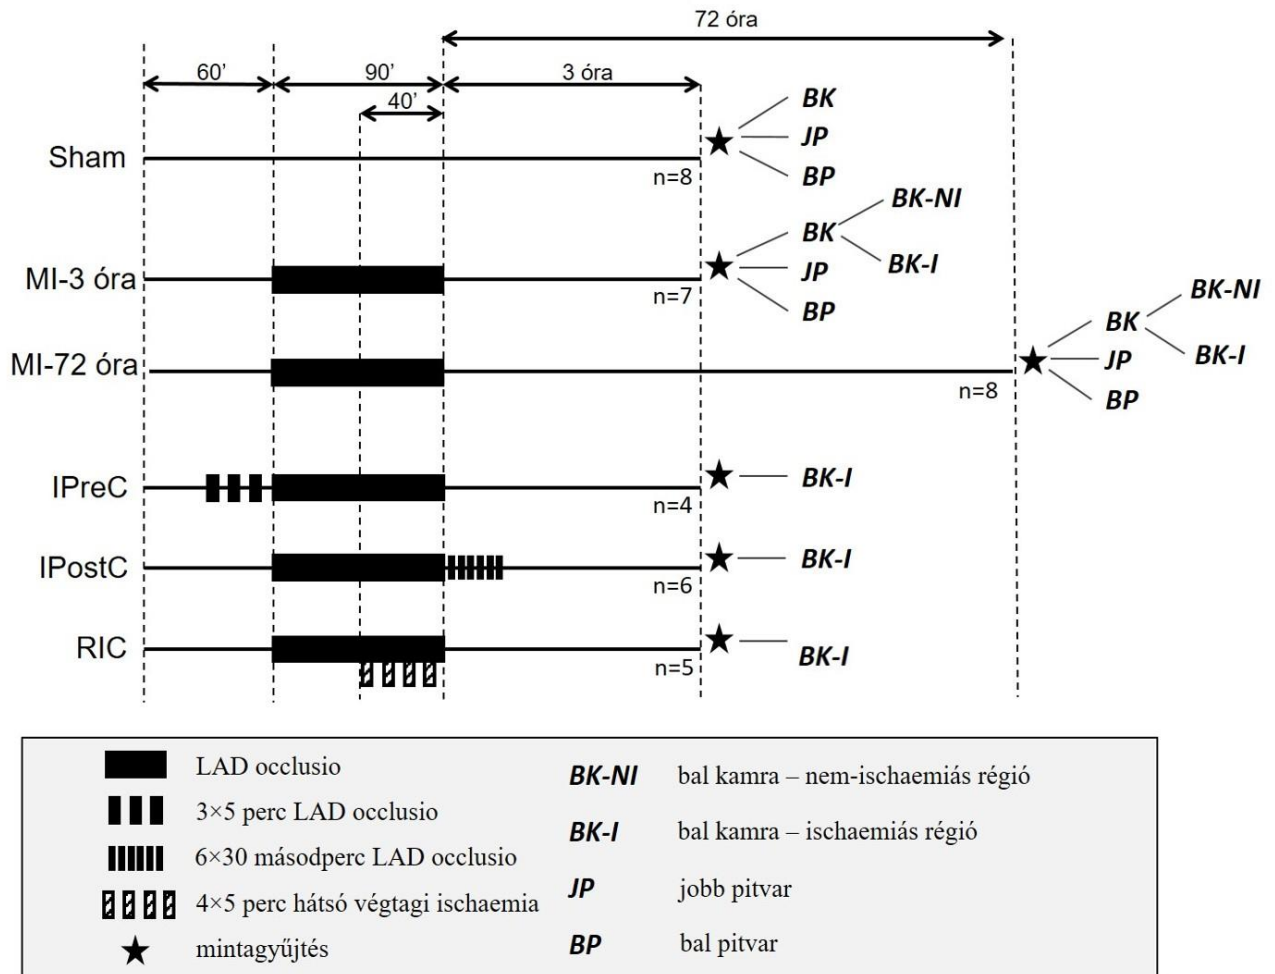 72 óra
60’ 90’ 3 óra
40’
Sham
n=8
BK
JP
BP
MI-3 óra
n=7
BK
BK-NI
BK-I
JP
BP
MI-72 óra
n=8
BK
BK-NI
BK-I
JP
BP
IPreC
n=4
BK-I
IPostC
n=6
BK-I
RIC
n=5
BK-I
LAD occlusio
3×5 perc LAD occlusio
6×30 másodperc LAD occlusio
4×5 perc hátsó végtagi ischaemia
mintagyűjtés
BK-NI bal kamra – nem-ischaemiás régió
BK-I bal kamra – ischaemiás régió
JP jobb pitvar
BP bal pitvar